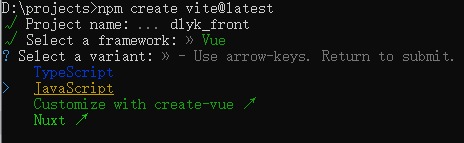 D:\projects>npm create vite@latest
√ Project name: ... dlyk_front
√ Select a framework: » Vue
? Select a variant: » - Use arrow-keys. Return to submit.
TypeScript
> JavaScript
Customize with create-vue ↗
Nuxt ↗